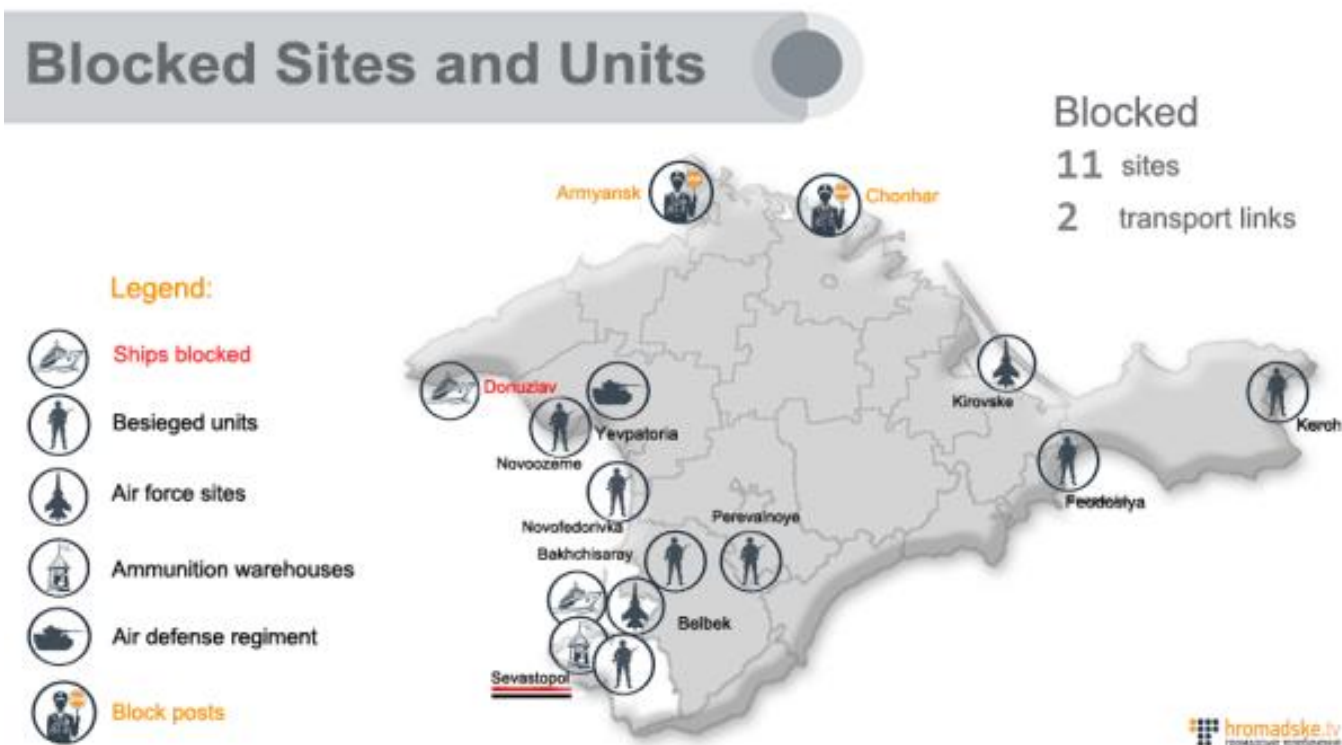 Blocked Sites and Units
Blocked
11 sites
2 transport links
Armyansk
Chonhar
Legend:
Ships blocked
Besieged units
Air force sites
Ammunition warehouses
Air defense regiment
Block posts
Donuzlav
Yevpatoria
Novoozerne
Novofedorivka
Perevalnoye
Bakhchisaray
Belbek
Sevastopol
Kirovske
Feodosiya
Kerch
hromadske.tv